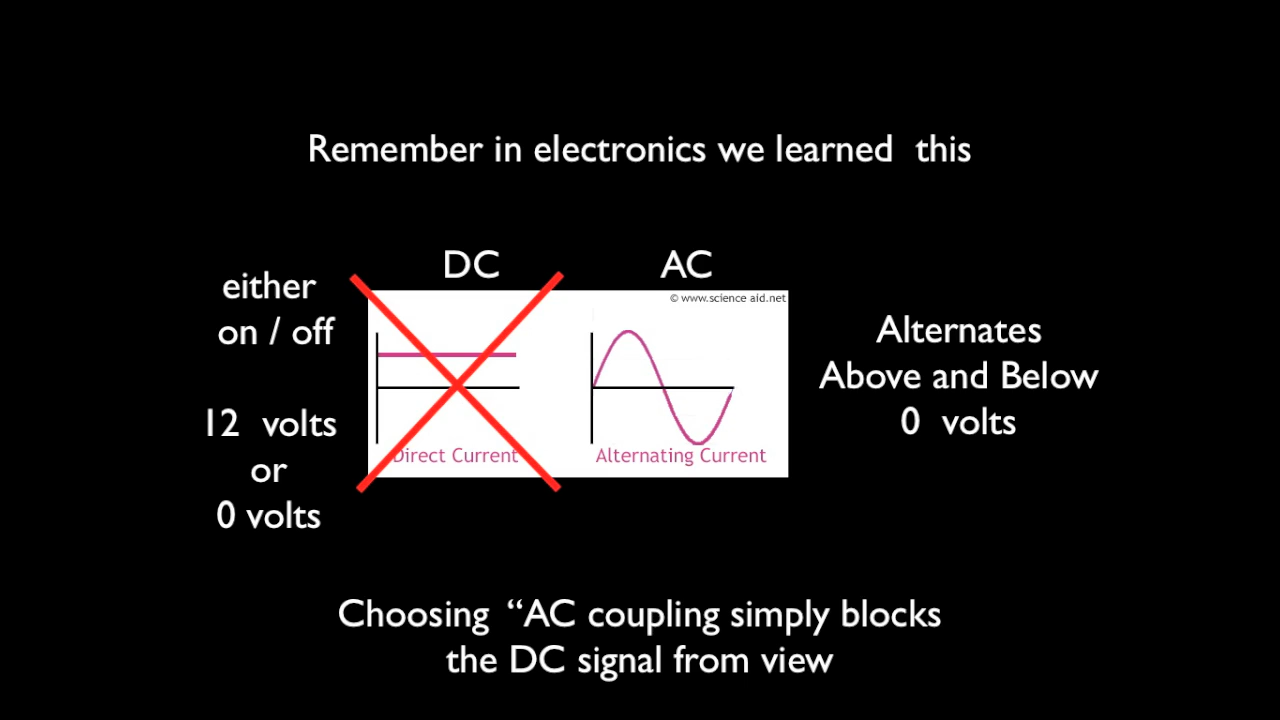 Remember in electronics we learned this
DC
AC
either
on / off
12 volts
or
0 volts
© www.science aid.net
Direct Current
Alternating Current
Alternates
Above and Below
0 volts
Choosing “AC coupling simply blocks
the DC signal from view